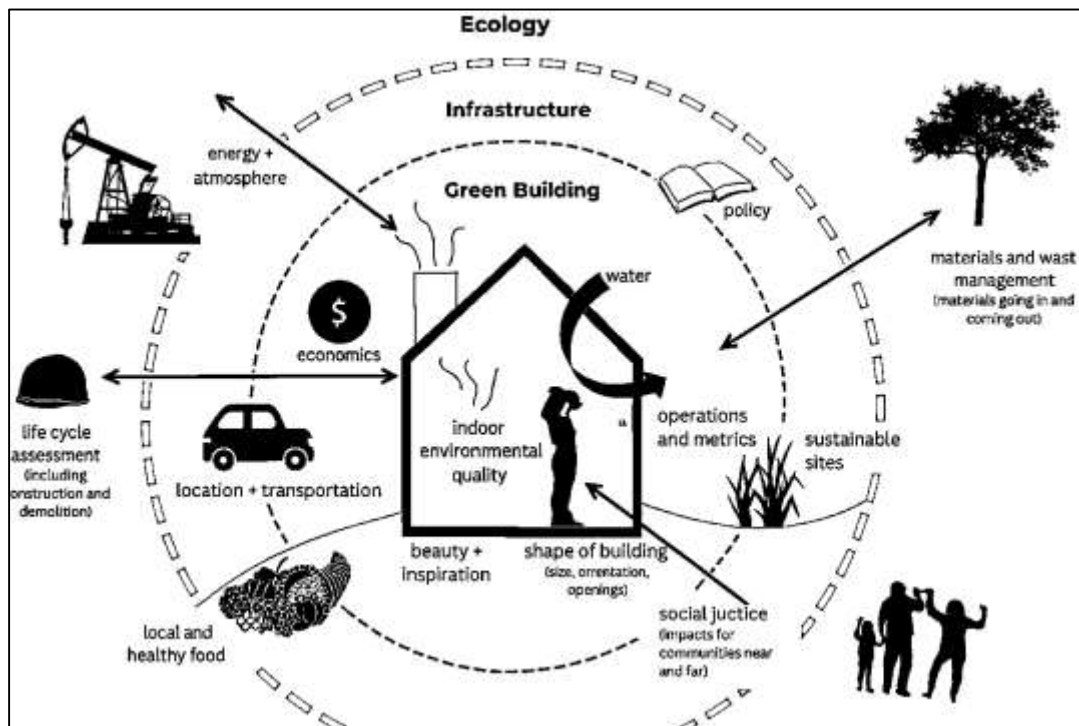 Ecology
Infrastructure
energy +
atmosphere
Green Building
policy
materials and wast
management
(materials going in and
coming out)
water
$
economics
life cycle
assessment
(including
onstruction and
demolition)
location + transportation
indoor
environmental
quality
operations
and metrics
sustainable
sites
beauty +
inspiration
shape of building
(size, orrentation,
openings)
local and
healthy food
social juctice
(impacts for
communities near
and far)